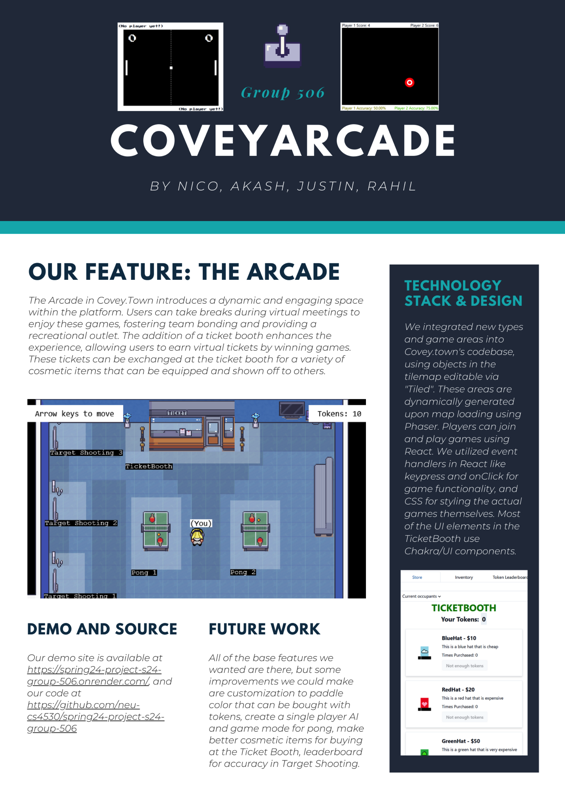 (No player yet!)
0
0
(No player yet!)
Group 506
Player 1 Score: 4
Player 2 Score: 6
COVEYARCADE
BY NICO, AKASH, JUSTIN, RAHIL
OUR FEATURE: THE ARCADE
The Arcade in Covey.Town introduces a dynamic and engaging space
within the platform. Users can take breaks during virtual meetings to
enjoy these games, fostering team bonding and providing a
recreational outlet. The addition of a ticket booth enhances the
experience, allowing users to earn virtual tickets by winning games.
These tickets can be exchanged at the ticket booth for a variety of
cosmetic items that can be equipped and shown off to others.
Arrow keys to move
Tokens: 10
Target Shooting 3
TicketBooth
Target Shooting 2
(You)
Pong 1
Pong 2
Target Shooting 1
DEMO AND SOURCE
Our demo site is available at
https://spring24-project-s24-
group-506.onrender.com/, and
our code at
https://github.com/neu-
cs4530/spring24-project-s24-
group-506
FUTURE WORK
All of the base features we
wanted are there, but some
improvements we could make
are customization to paddle
color that can be bought with
tokens, create a single player AI
and game mode for pong, make
better cosmetic items for buying
at the Ticket Booth, leaderboard
for accuracy in Target Shooting.
TECHNOLOGY
STACK & DESIGN
We integrated new types
and game areas into
Covey.town's codebase,
using objects in the
tilemap editable via
"Tiled". These areas are
dynamically generated
upon map loading using
Phaser. Players can join
and play games using
React. We utilized event
handlers in React like
keypress and onClick for
game functionality, and
CSS for styling the actual
games themselves. Most
of the UI elements in the
TicketBooth use
Chakra/UI components.
Store
Inventory
Token Leaderboard
Current occupants
TICKETBOOTH
Your Tokens: 0
BlueHat - $10
This is a blue hat that is cheap
Times Purchased: 0
Not enough tokens
RedHat - $20
This is a red hat that is expensive
Times Purchased: 0
Not enough tokens
GreenHat - $50
This is a green hat that is very expensive